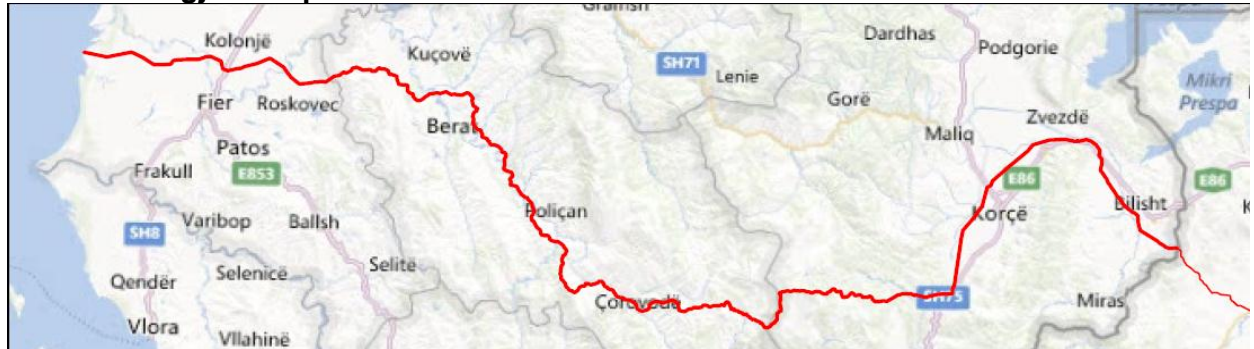 Gramsh
Kolonjë
Dardhas
Kuçovë
Podgorie
SH71
Lenie
Mikri
Prespa
Fier
Roskovec
Gorë
Zvezdë
Berat
Maliq
Patos
Frakull
E853
E86
E86
Poliçan
Korçë
Bilisht
Varibop
Ballsh
SH8
Selitë
Qendër
Selenicë
Çorovodë
SH75
Miras
Vlora
Vllahinë